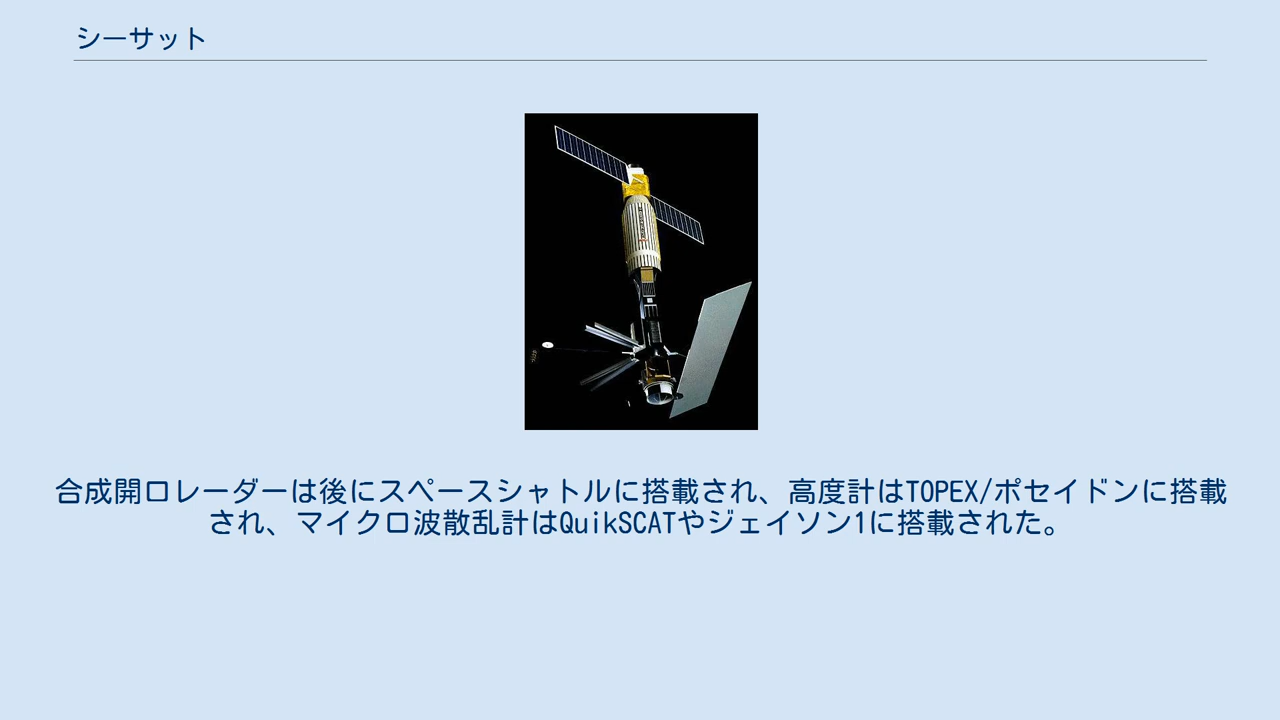 シーサット
合成開口レーダーは後にスペースシャトルに搭載され、高度計はTOPEX/ポセイドンに搭載
され、マイクロ波散乱計はQuikSCATやジェイソン1に搭載された。